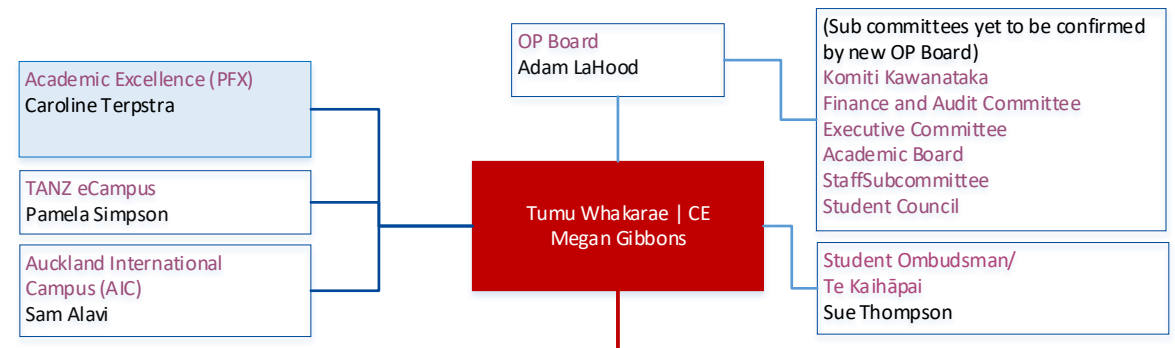 OP Board
Adam LaHood
(Sub committees yet to be confirmed
by new OP Board)
Komiti Kawanataka
Finance and Audit Committee
Executive Committee
Academic Board
StaffSubcommittee
Student Council
Academic Excellence (PFX)
Caroline Terpstra
TANZ eCampus
Pamela Simpson
Auckland International
Campus (AIC)
Sam Alavi
Tumu Whakarae | CE
Megan Gibbons
Student Ombudsman/
Te Kaihāpai
Sue Thompson